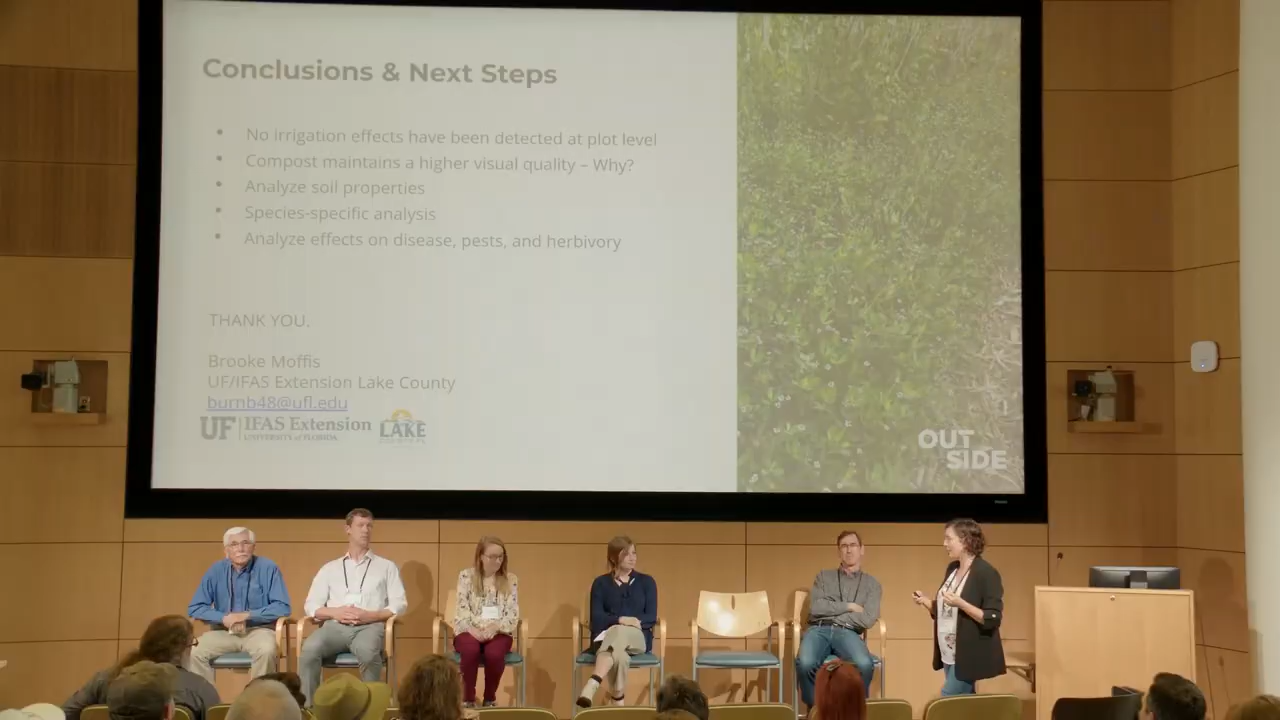 Conclusions & Next Steps
• No irrigation effects have been detected at plot level
• Compost maintains a higher visual quality – Why?
• Analyze soil properties
• Species-specific analysis
• Analyze effects on disease, pests, and herbivory
THANK YOU.
Brooke Moffis
UF/IFAS Extension Lake County
burnb48@ufl.edu
UF | IFAS Extension
UNIVERSITY of FLORIDA
LAKE
OUT
SIDE